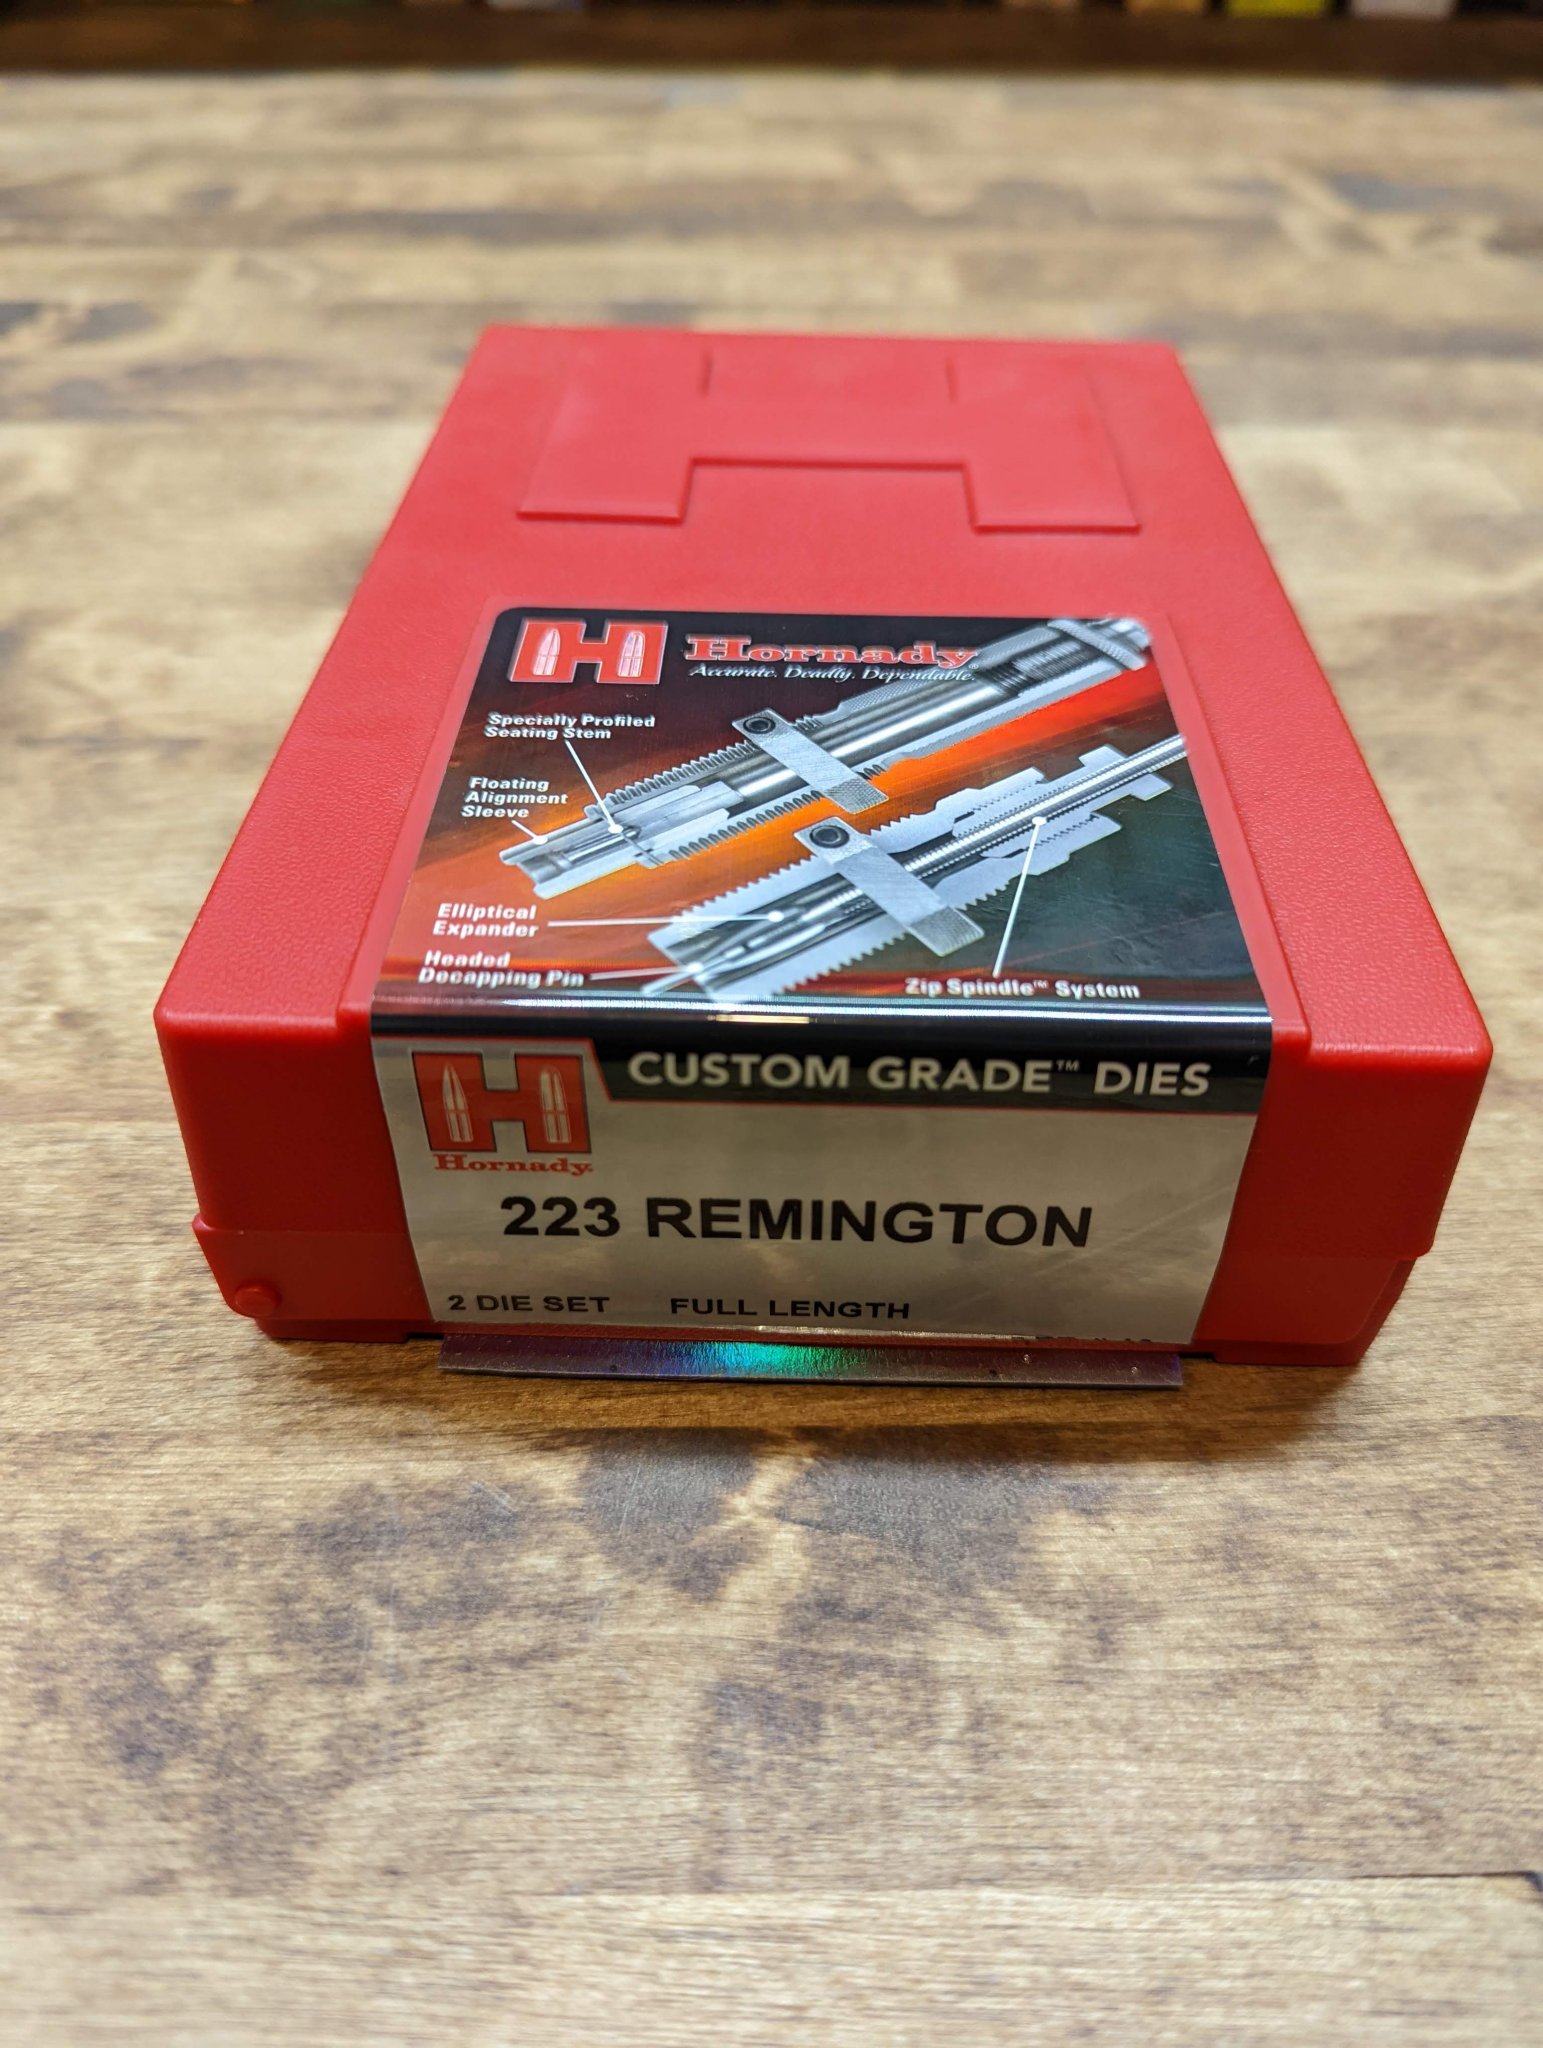 Hornady®
Accurate. Deadly. Dependable.
Specially Profiled
Seating Stem
Floating
Alignment
Sleeve
Elliptical
Expander
Headed
Decapping Pin
Zip Spindle™ System
CUSTOM GRADE™ DIES
Hornady
223 REMINGTON
2 DIE SET FULL LENGTH